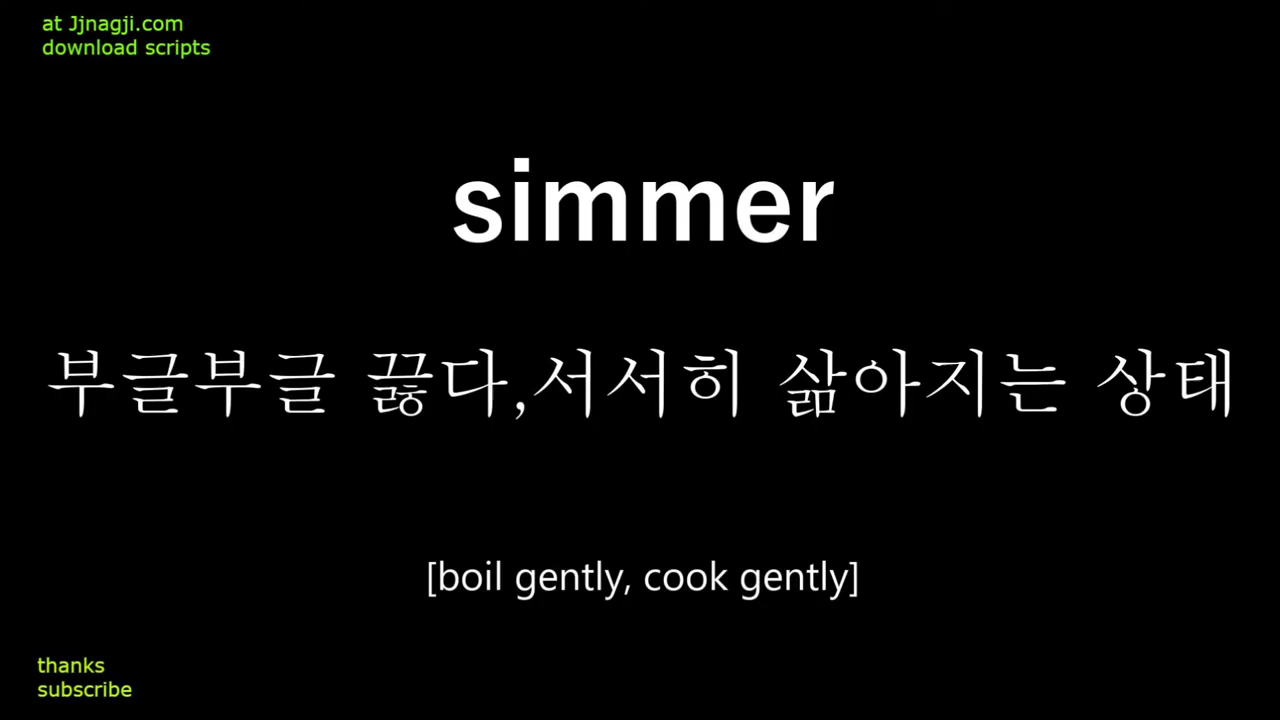 at Jjnagji.com
download scripts
simmer
부글부글 끓다,서서히 삶아지는 상태
[boil gently, cook gently]
thanks
subscribe